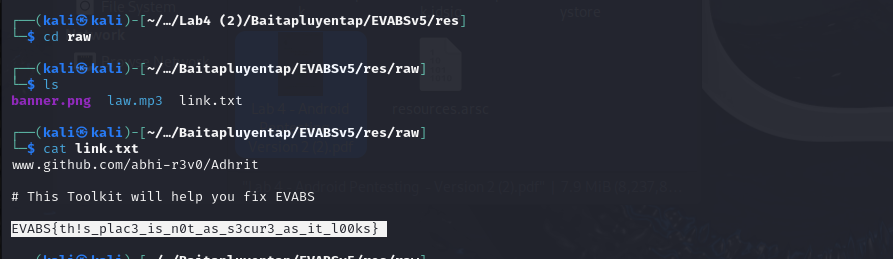 ┌──(kali㉿kali)-[~/…/Lab4 (2)/Baitapluyentap/EVABSv5/res]
└─$ cd raw
┌──(kali㉿kali)-[~/…/Baitapluyentap/EVABSv5/res/raw]
└─$ ls
banner.png  law.mp3  link.txt
┌──(kali㉿kali)-[~/…/Baitapluyentap/EVABSv5/res/raw]
└─$ cat link.txt
www.github.com/abhi-r3v0/Adhrit
# This Toolkit will help you fix EVABS
EVABS{th!s_plac3_is_n0t_as_s3cur3_as_it_l00ks}